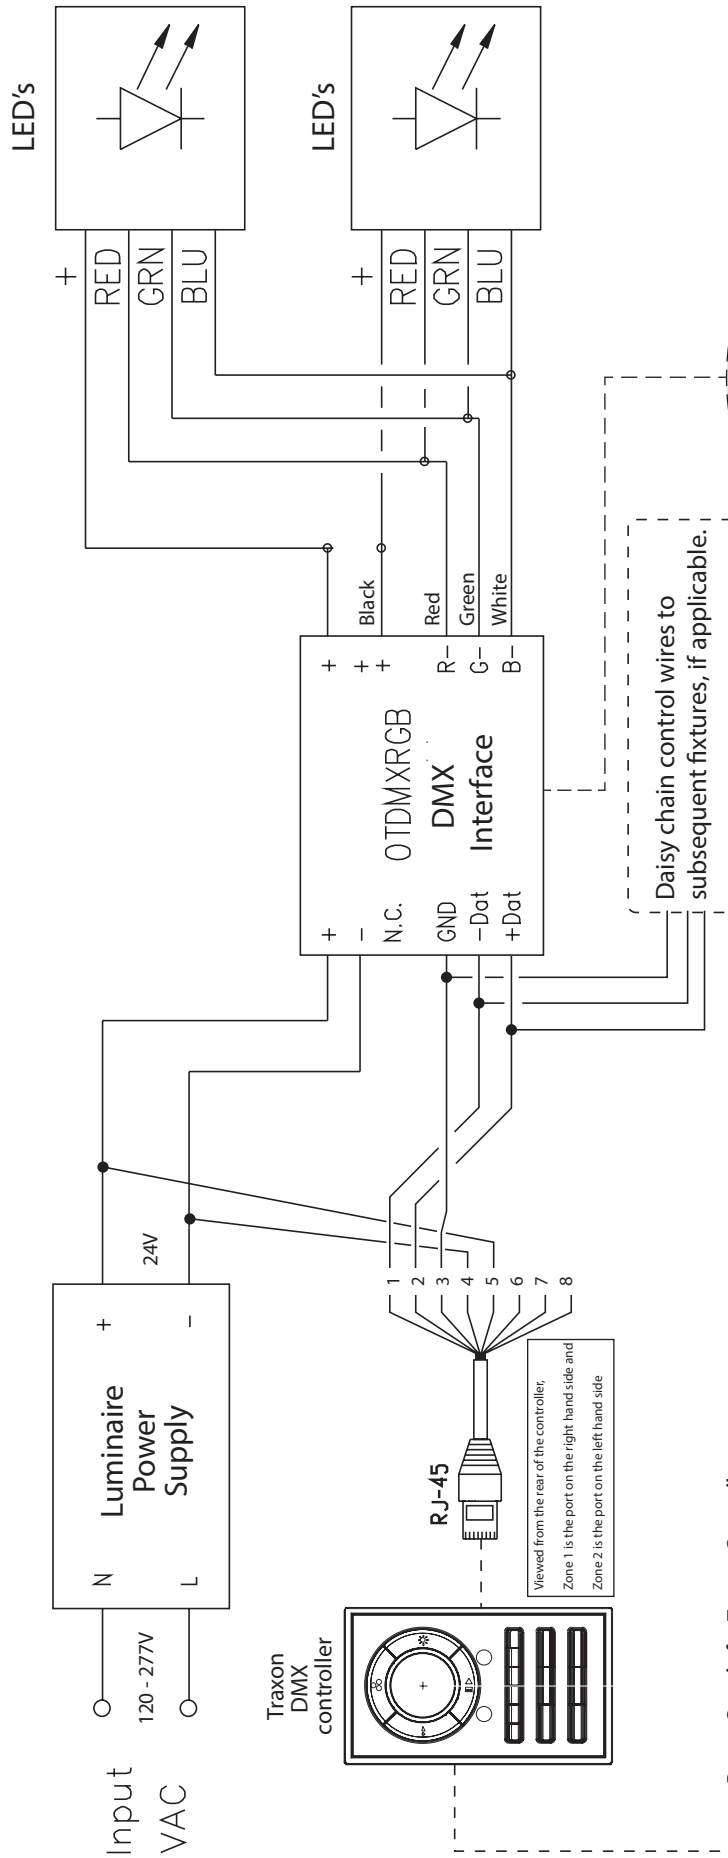 Input
VAC
120 - 277V
N
L
Luminaire
Power
Supply
+
−
24V
Traxon
DMX
controller
RJ-45
Viewed from the rear of the controller,
Zone 1 is the port on the right hand side and
Zone 2 is the port on the left hand side
1
2
3
4
5
6
7
8
+
−
N.C.
GND
-Dat
+Dat
OTDMXRGB
DMX
Interface
+
+
+
R−
G−
B−
Black
Red
Green
White
Daisy chain control wires to
subsequent fixtures, if applicable.
+
RED
GRN
BLU
LED's
+
RED
GRN
BLU
LED's